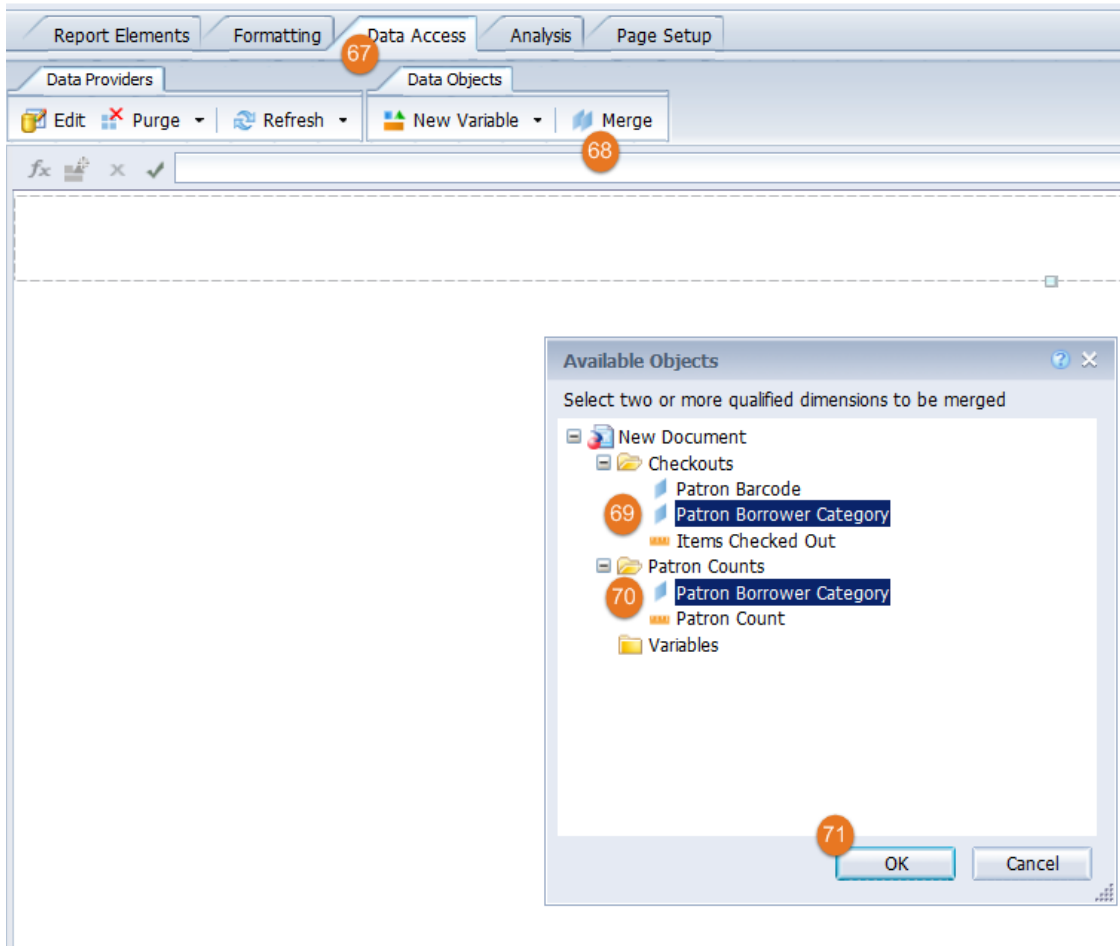 Report Elements Formatting Data Access Analysis Page Setup
67
Data Providers Data Objects
Edit Purge Refresh New Variable Merge
68
fx
Available Objects
Select two or more qualified dimensions to be merged
New Document
Checkouts
Patron Barcode
69 Patron Borrower Category
Items Checked Out
Patron Counts
70 Patron Borrower Category
Patron Count
Variables
71
OK Cancel